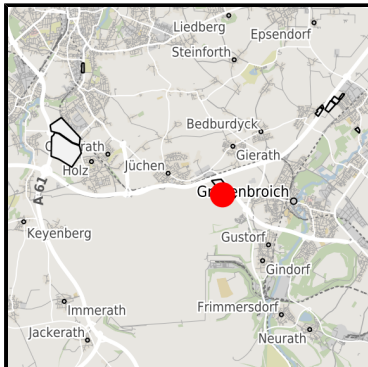 Liedberg
Epsendorf
Steinforth
Bedburdyck
Gierath
Holz
Jüchen
A 61
Keyenberg
Gustorf
Gindorf
Immerath
Frimmersdorf
Jackerath
Neurath